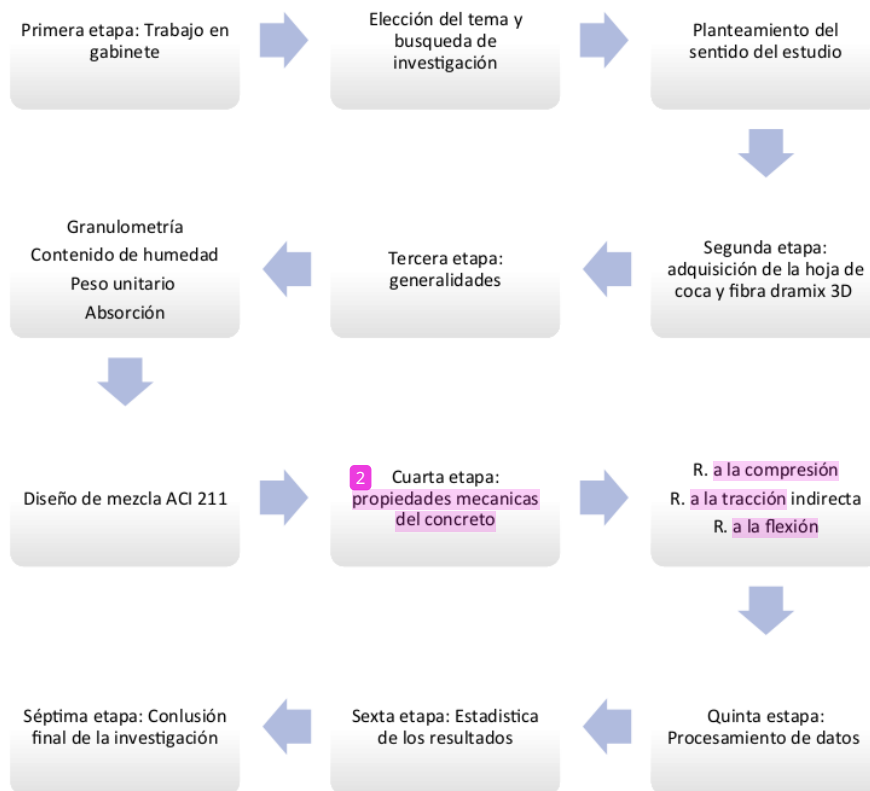 Primera etapa: Trabajo en
gabinete
Elección del tema y
busqueda de
investigación
Planteamiento del
sentido del estudio
Segunda etapa:
adquisición de la hoja de
coca y fibra dramix 3D
Tercera etapa:
generalidades
Granulometría
Contenido de humedad
Peso unitario
Absorción
Diseño de mezcla ACI 211
2 Cuarta etapa:
propiedades mecanicas
del concreto
R. a la compresión
R. a la tracción indirecta
R. a la flexión
Quinta estapa:
Procesamiento de datos
Sexta etapa: Estadistica
de los resultados
Séptima etapa: Conlusión
final de la investigación